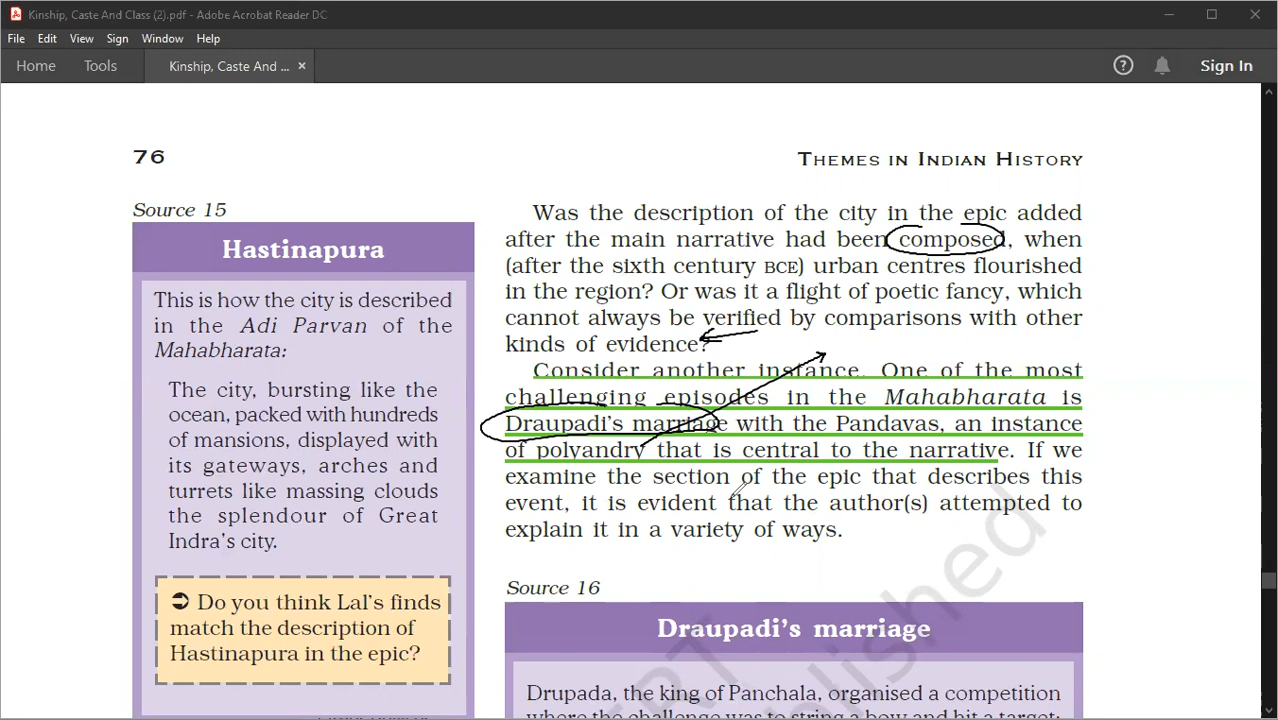 Kinship, Caste And Class (2).pdf - Adobe Acrobat Reader DC
File Edit View Sign Window Help
Home Tools Kinship, Caste And ... × Sign In
76
THEMES IN INDIAN HISTORY
Source 15
Hastinapura
This is how the city is described
in the Adi Parvan of the
Mahabharata:
The city, bursting like the
ocean, packed with hundreds
of mansions, displayed with
its gateways, arches and
turrets like massing clouds
the splendour of Great
Indra's city.
➲ Do you think Lal's finds
match the description of
Hastinapura in the epic?
Was the description of the city in the epic added
after the main narrative had been composed, when
(after the sixth century BCE) urban centres flourished
in the region? Or was it a flight of poetic fancy, which
cannot always be verified by comparisons with other
kinds of evidence?
Consider another instance. One of the most
challenging episodes in the Mahabharata is
Draupadi's marriage with the Pandavas, an instance
of polyandry that is central to the narrative. If we
examine the section of the epic that describes this
event, it is evident that the author(s) attempted to
explain it in a variety of ways.
Source 16
Draupadi's marriage
Drupada, the king of Panchala, organised a competition
where the challenge was to string a bow and hit a target;